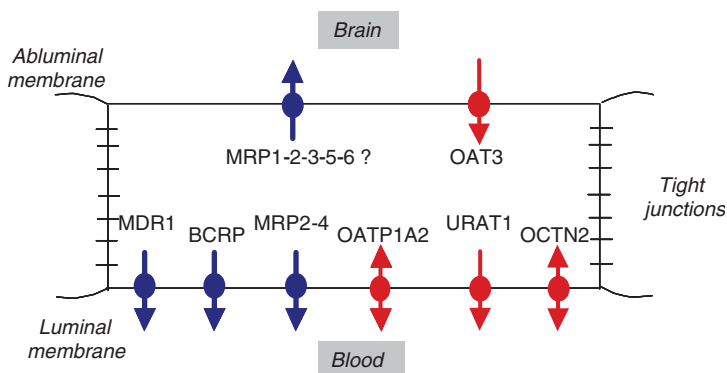 Brain
Abluminal
membrane
MRP1-2-3-5-6 ?
OAT3
Tight
junctions
MDR1
BCRP
MRP2-4
OATP1A2
URAT1
OCTN2
Luminal
membrane
Blood